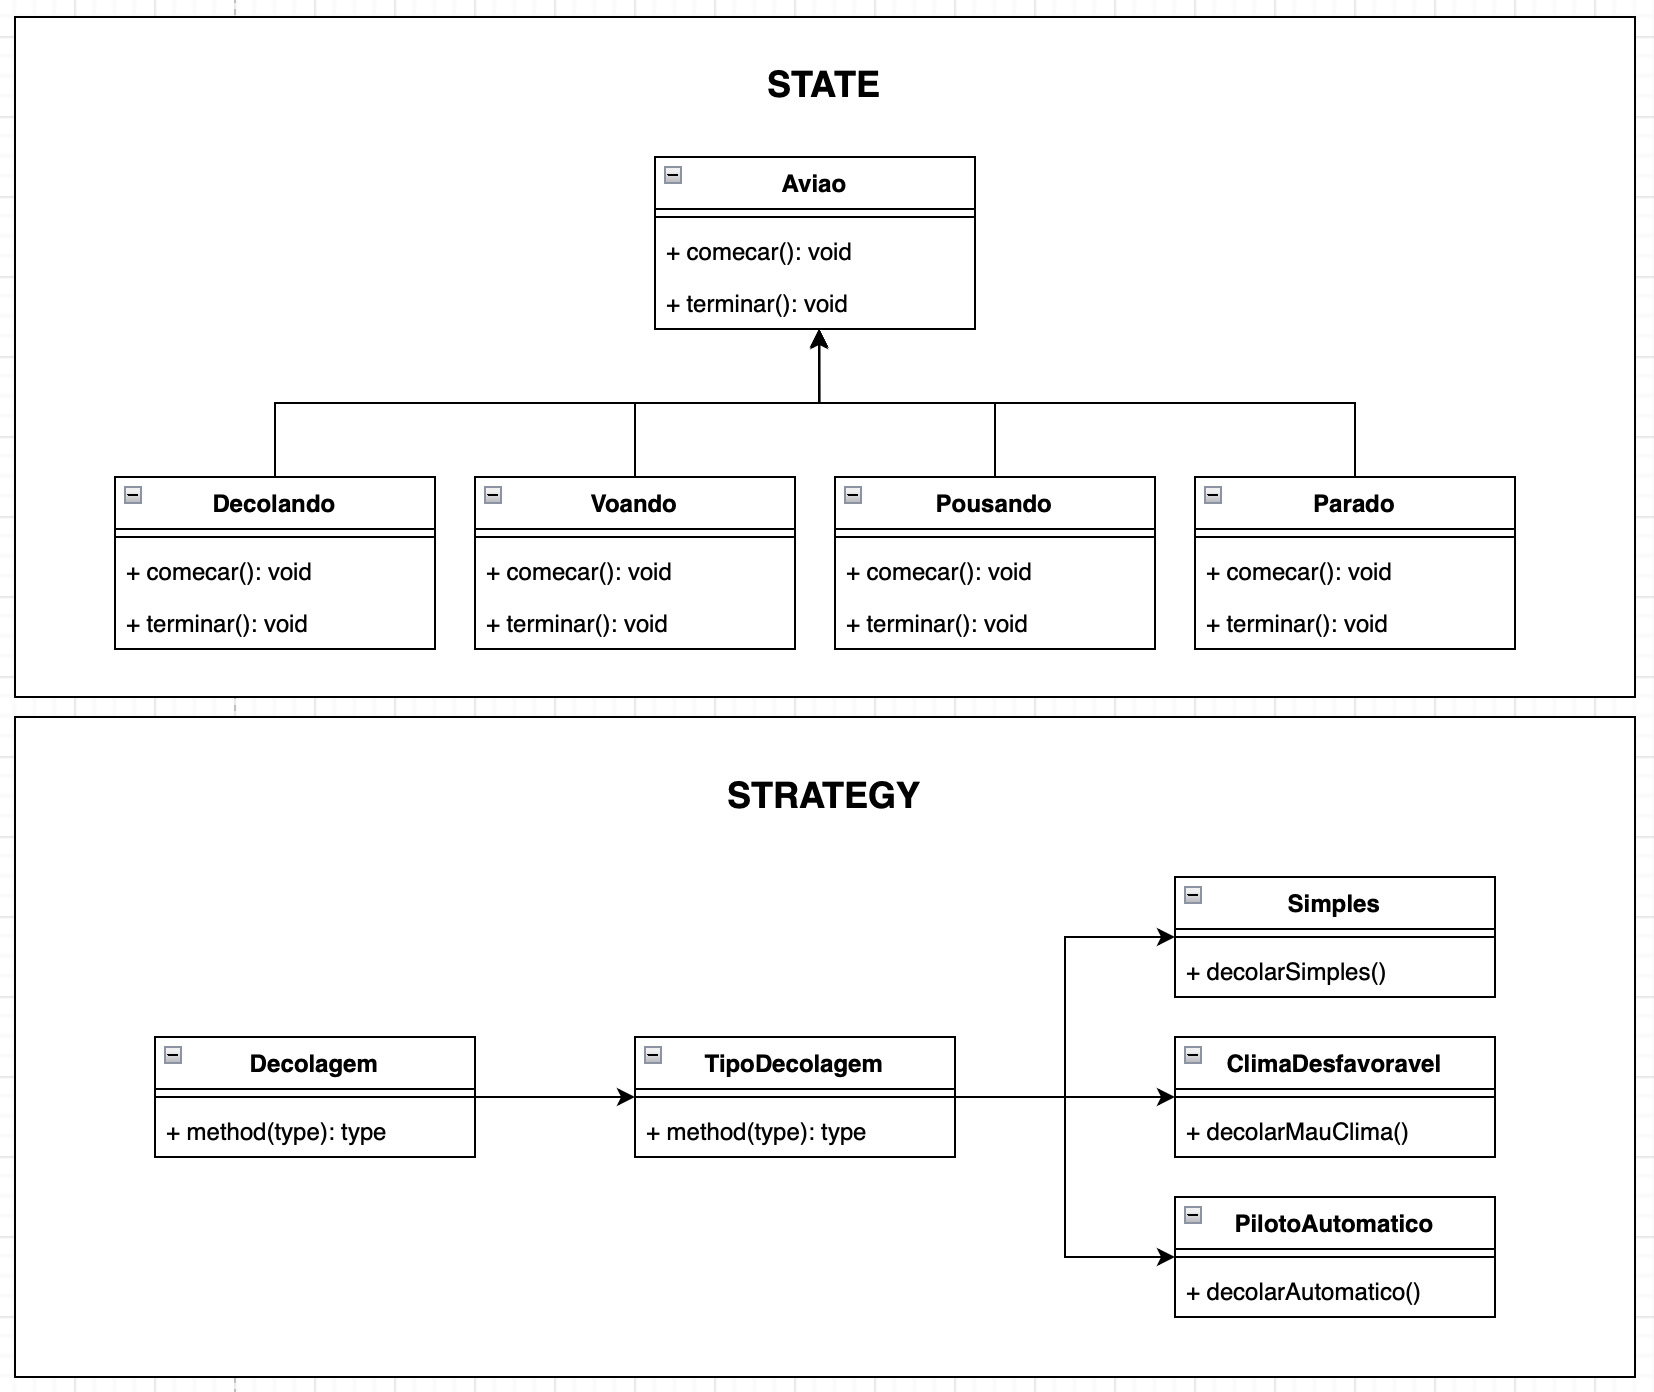 STATE
Aviao
+ comecar(): void
+ terminar(): void
Decolando
+ comecar(): void
+ terminar(): void
Voando
+ comecar(): void
+ terminar(): void
Pousando
+ comecar(): void
+ terminar(): void
Parado
+ comecar(): void
+ terminar(): void
STRATEGY
Decolagem
+ method(type): type
TipoDecolagem
+ method(type): type
Simples
+ decolarSimples()
ClimaDesfavoravel
+ decolarMauClima()
PilotoAutomatico
+ decolarAutomatico()